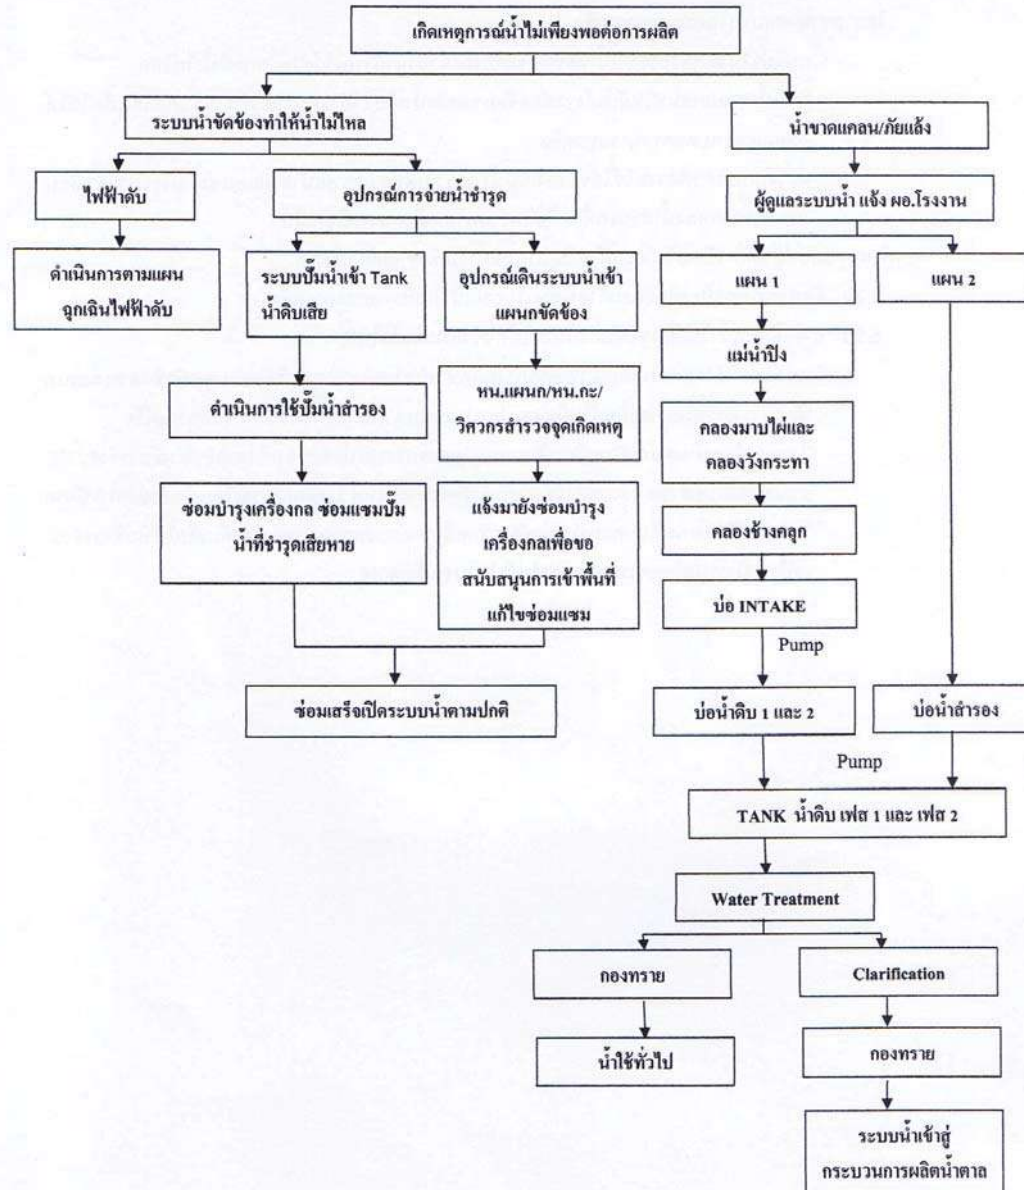 เกิดเหตุการณ์น้ำไม่เพียงพอต่อการผลิต
ระบบน้ำขัดข้องทำให้น้ำไม่ไหล
น้ำขาดแคลน/ภัยแล้ง
ไฟฟ้าดับ
อุปกรณ์การจ่ายน้ำชำรุด
ผู้ดูแลระบบน้ำ แจ้ง ผอ.โรงงาน
ดำเนินการตามแผน
ฉุกเฉินไฟฟ้าดับ
ระบบปั๊มน้ำเข้า Tank
น้ำดิบเสีย
อุปกรณ์เดินระบบน้ำเข้า
แผนกขัดข้อง
แผน 1
แผน 2
แม่น้ำปิง
ดำเนินการใช้ปั๊มน้ำสำรอง
หน.แผนก/หน.กะ/
วิศวกรสำรวจจุดเกิดเหตุ
คลองมาบไผ่และ
คลองวังกระทา
ซ่อมบำรุงเครื่องกล ซ่อมแซมปั๊ม
น้ำที่ชำรุดเสียหาย
แจ้งมายังซ่อมบำรุง
เครื่องกลเพื่อขอ
สนับสนุนการเข้าพื้นที่
แก้ไขซ่อมแซม
คลองช้างคลุก
บ่อ INTAKE
Pump
ซ่อมเสร็จเปิดระบบน้ำตามปกติ
บ่อน้ำดิบ 1 และ 2
บ่อน้ำสำรอง
Pump
TANK น้ำดิบ เฟส 1 และ เฟส 2
Water Treatment
กองทราย
Clarification
น้ำใช้ทั่วไป
กองทราย
ระบบน้ำเข้าสู่
กระบวนการผลิตน้ำตาล